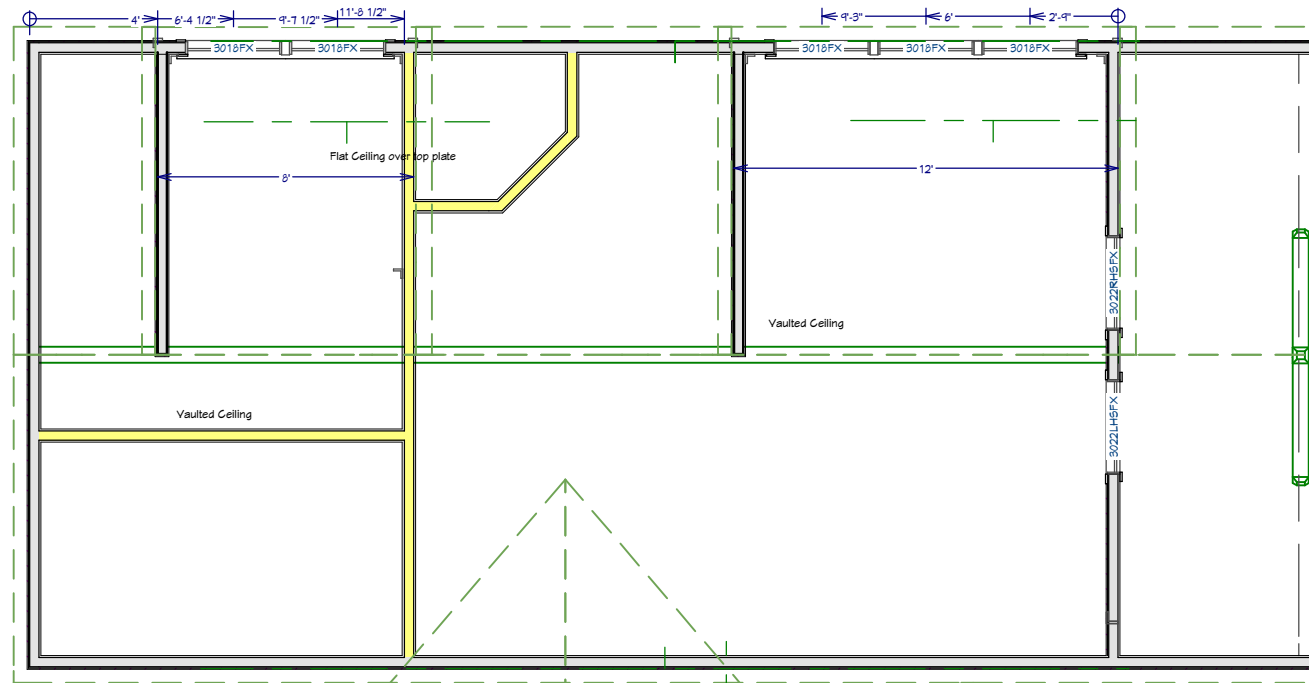 4'
6'-4 1/2"
9'-7 1/2"
11'-8 1/2"
9'-3"
6'
2'-9"
3018FX
3018FX
3018FX
3018FX
3018FX
Flat Ceiling over top plate
8'
12'
3022RHSFX
Vaulted Ceiling
Vaulted Ceiling
3022LHSFX